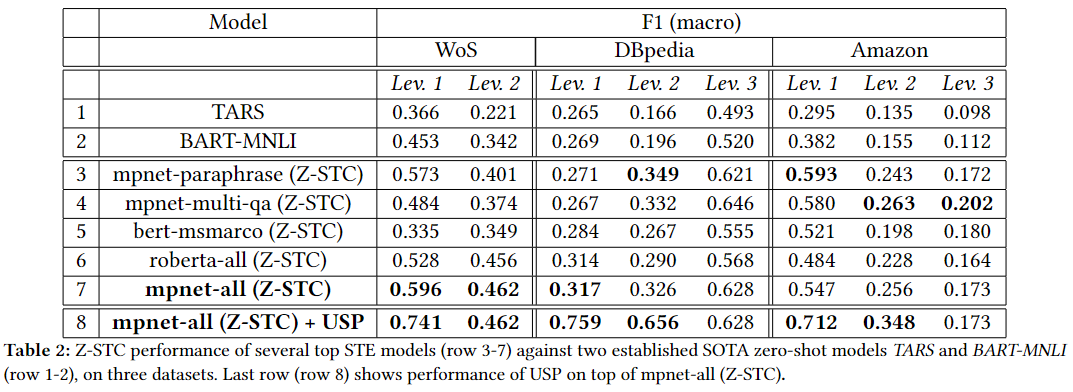 Model F1 (macro)
WoS DBpedia Amazon
Lev. 1 Lev. 2 Lev. 1 Lev. 2 Lev. 3 Lev. 1 Lev. 2 Lev. 3
1 TARS 0.366 0.221 0.265 0.166 0.493 0.295 0.135 0.098
2 BART-MNLI 0.453 0.342 0.269 0.196 0.520 0.382 0.155 0.112
3 mpnet-paraphrase (Z-STC) 0.573 0.401 0.271 0.349 0.621 0.593 0.243 0.172
4 mpnet-multi-qa (Z-STC) 0.484 0.374 0.267 0.332 0.646 0.580 0.263 0.202
5 bert-msmarco (Z-STC) 0.335 0.349 0.284 0.267 0.555 0.521 0.198 0.180
6 roberta-all (Z-STC) 0.528 0.456 0.314 0.290 0.568 0.484 0.228 0.164
7 mpnet-all (Z-STC) 0.596 0.462 0.317 0.326 0.628 0.547 0.256 0.173
8 mpnet-all (Z-STC) + USP 0.741 0.462 0.759 0.656 0.628 0.712 0.348 0.173
Table 2: Z-STC performance of several top STE models (row 3-7) against two established SOTA zero-shot models TARS and BART-MNLI
(row 1-2), on three datasets. Last row (row 8) shows performance of USP on top of mpnet-all (Z-STC).